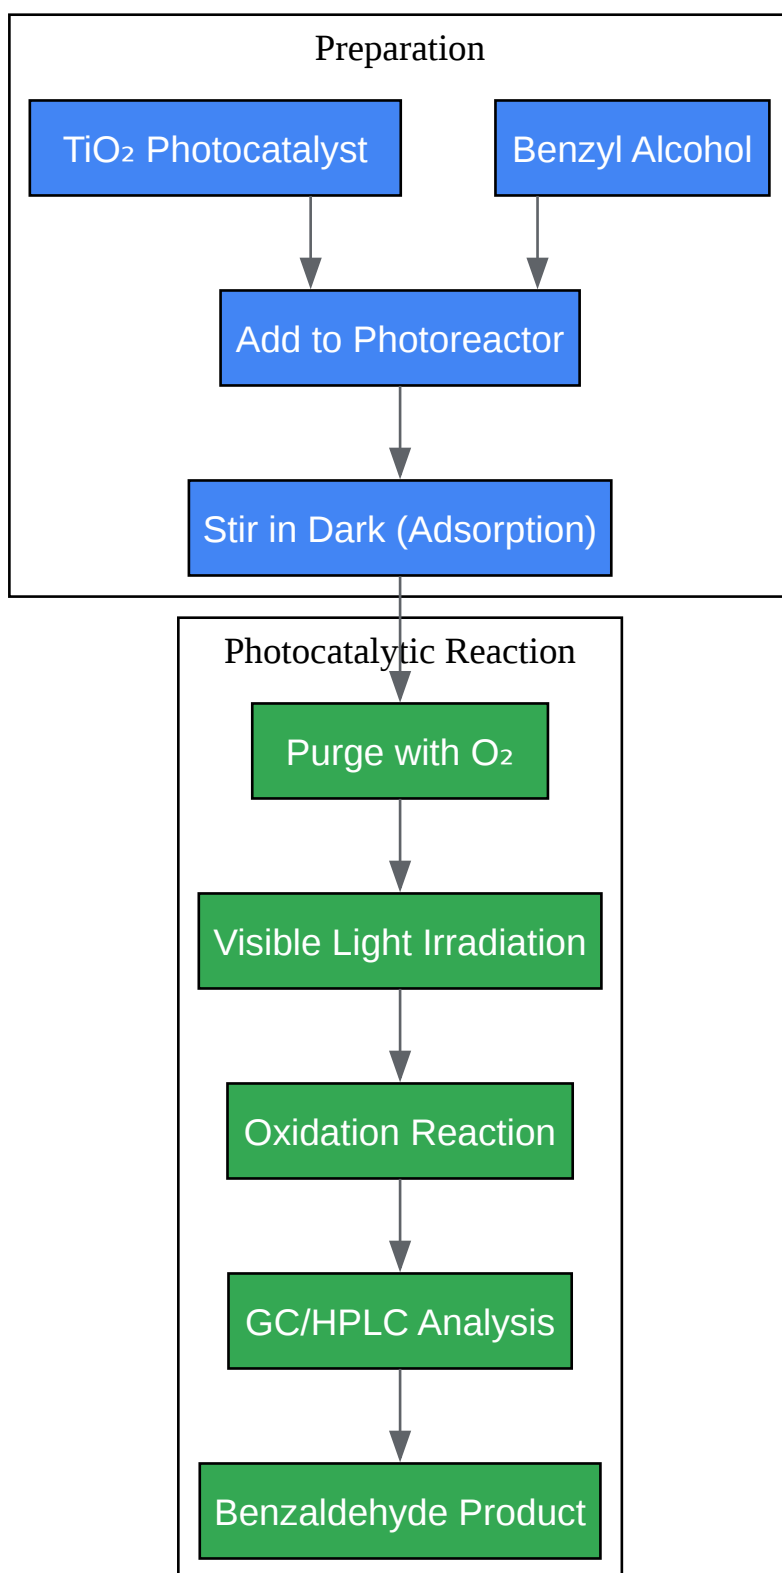 Preparation
TiO₂ Photocatalyst
Benzyl Alcohol
Add to Photoreactor
Stir in Dark (Adsorption)
Photocatalytic Reaction
Purge with O₂
Visible Light Irradiation
Oxidation Reaction
GC/HPLC Analysis
Benzaldehyde Product